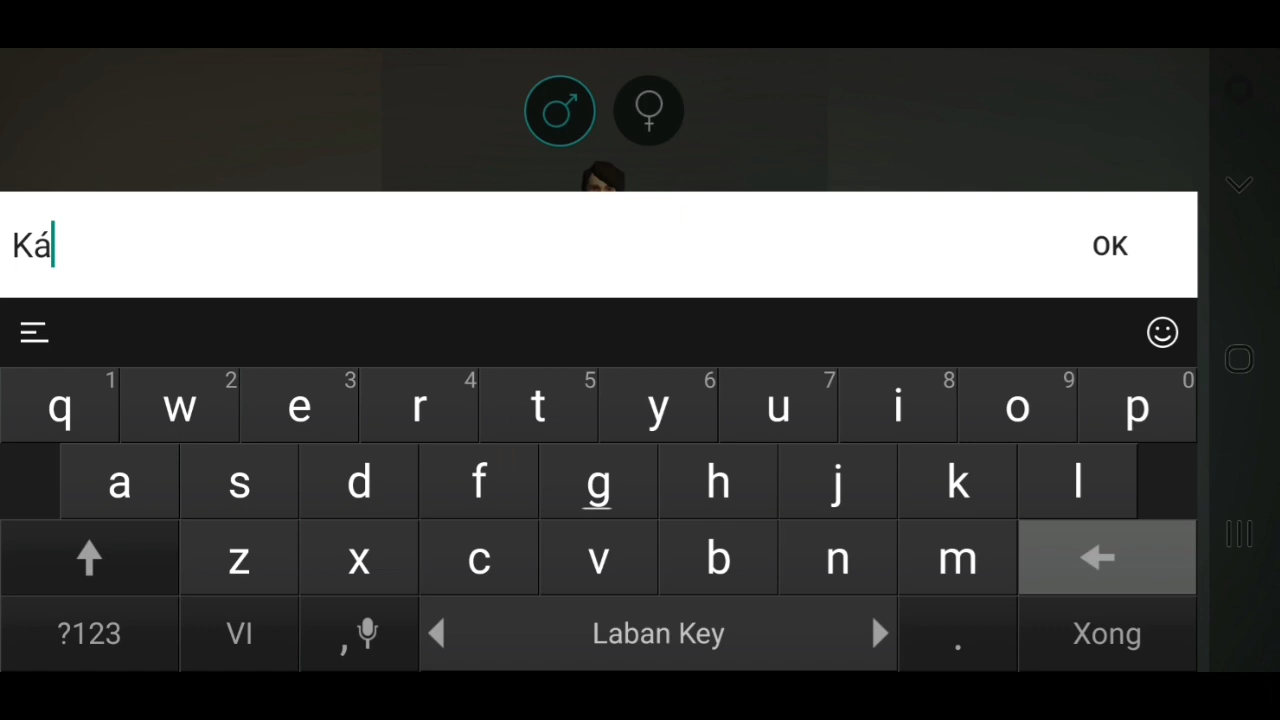 Ká
OK
1 2 3 4 5 6 7 8 9 0
q w e r t y u i o p
a s d f g h j k l
z x c v b n m
?123 VI , Laban Key . Xong